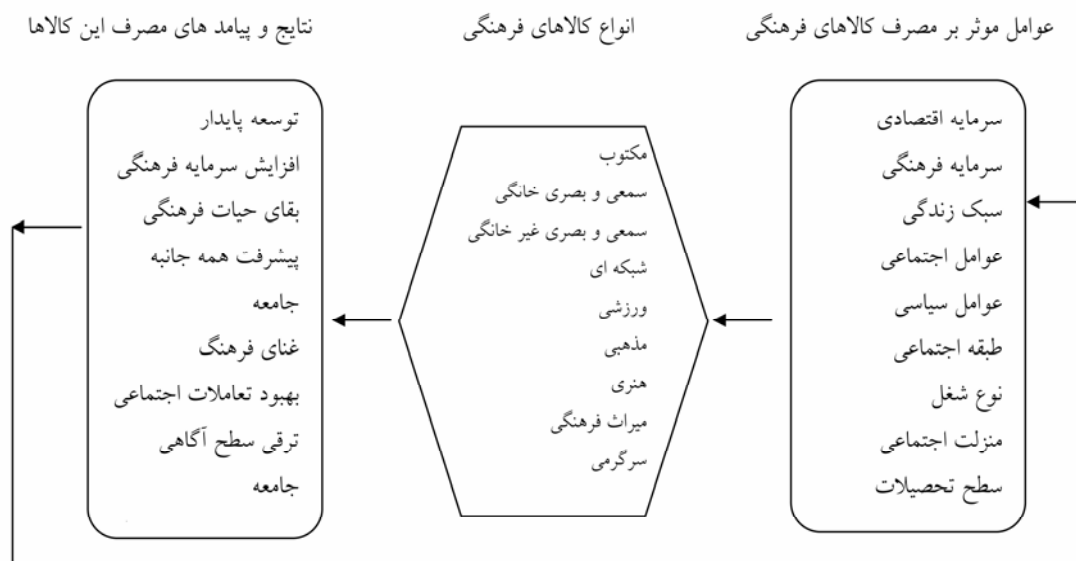 عوامل موثر بر مصرف کالاهای فرهنگی
انواع کالاهای فرهنگی
نتایج و پیامد های مصرف این کالاها
سرمایه اقتصادی
سرمایه فرهنگی
سبک زندگی
عوامل اجتماعی
عوامل سیاسی
طبقه اجتماعی
نوع شغل
منزلت اجتماعی
سطح تحصیلات
مکتوب
سمعی و بصری خانگی
سمعی و بصری غیر خانگی
شبکه ای
ورزشی
مذهبی
هنری
میراث فرهنگی
سرگرمی
توسعه پایدار
افزایش سرمایه فرهنگی
بقای حیات فرهنگی
پیشرفت همه جانبه
جامعه
غنای فرهنگ
بهبود تعاملات اجتماعی
ترقی سطح آگاهی
جامعه